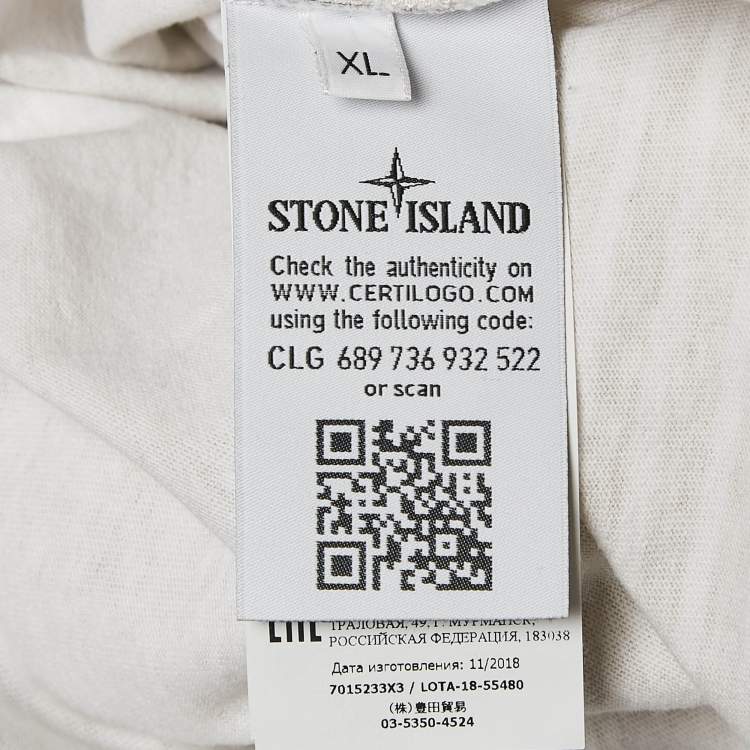 XL
STONE ISLAND
Check the authenticity on
WWW.CERTILOGO.COM
using the following code:
CLG 689 736 932 522
or scan
EAC
ТРАЛОВАЯ, 49, Г. МУРМАНСК,
РОССИЙСКАЯ ФЕДЕРАЦИЯ, 183038
Дата изготовления: 11/2018
7015233X3 / LOTA-18-55480
(株)豊田貿易
03-5350-4524